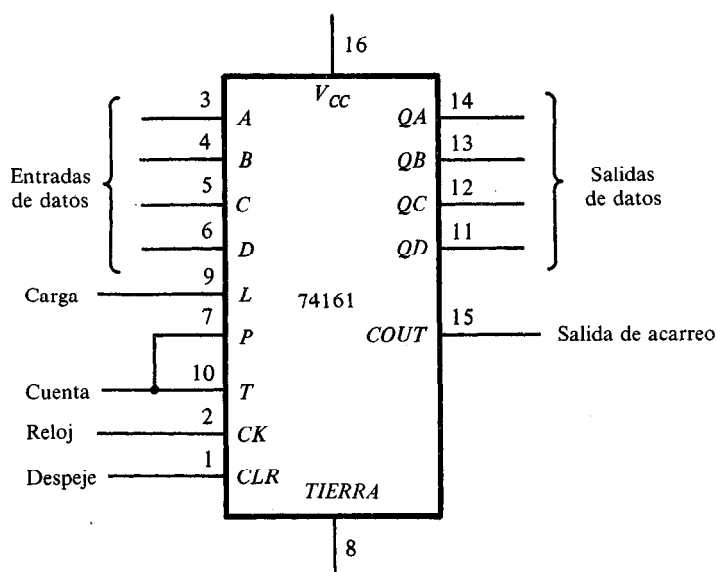 16
V_CC
3 A
4 B
5 C
6 D
Entradas
de datos
QA 14
QB 13
QC 12
QD 11
Salidas
de datos
Carga 9 L
74161
7 P
COUT 15 Salida de acarreo
Cuenta 10 T
Reloj 2 CK
Despeje 1 CLR
TIERRA
8